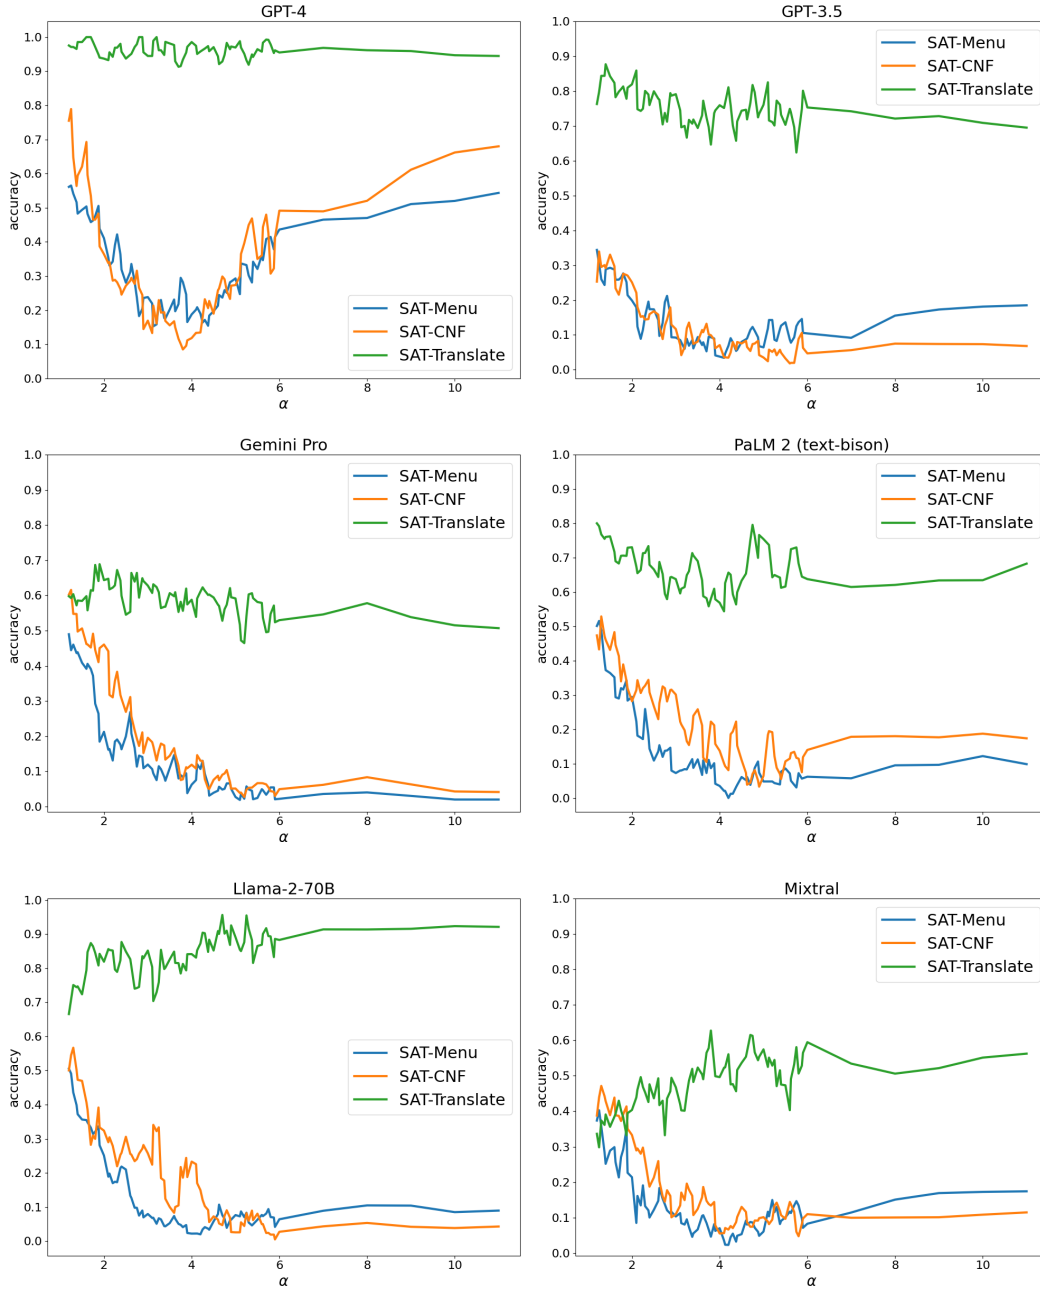 GPT-4
1.0
0.9
0.8
0.7
0.6
0.5
0.4
0.3
0.2
0.1
0.0
accuracy
2 4 6 8 10
α
SAT-Menu
SAT-CNF
SAT-Translate
GPT-3.5
1.0
0.9
0.8
0.7
0.6
0.5
0.4
0.3
0.2
0.1
0.0
accuracy
2 4 6 8 10
α
SAT-Menu
SAT-CNF
SAT-Translate
Gemini Pro
1.0
0.9
0.8
0.7
0.6
0.5
0.4
0.3
0.2
0.1
0.0
accuracy
2 4 6 8 10
α
SAT-Menu
SAT-CNF
SAT-Translate
PaLM 2 (text-bison)
1.0
0.9
0.8
0.7
0.6
0.5
0.4
0.3
0.2
0.1
0.0
accuracy
2 4 6 8 10
α
SAT-Menu
SAT-CNF
SAT-Translate
Llama-2-70B
1.0
0.9
0.8
0.7
0.6
0.5
0.4
0.3
0.2
0.1
0.0
accuracy
2 4 6 8 10
α
SAT-Menu
SAT-CNF
SAT-Translate
Mixtral
1.0
0.9
0.8
0.7
0.6
0.5
0.4
0.3
0.2
0.1
0.0
accuracy
2 4 6 8 10
α
SAT-Menu
SAT-CNF
SAT-Translate